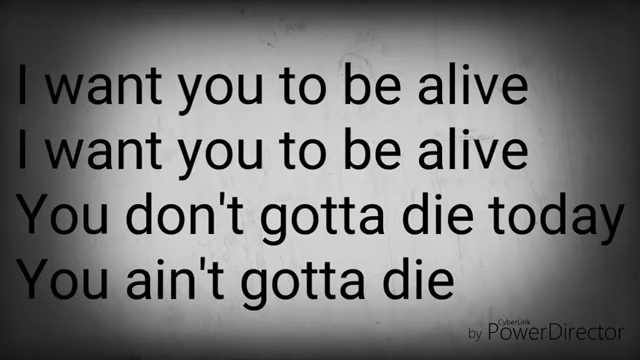 I want you to be alive
I want you to be alive
You don't gotta die today
You ain't gotta die
CyberLink
by PowerDirector